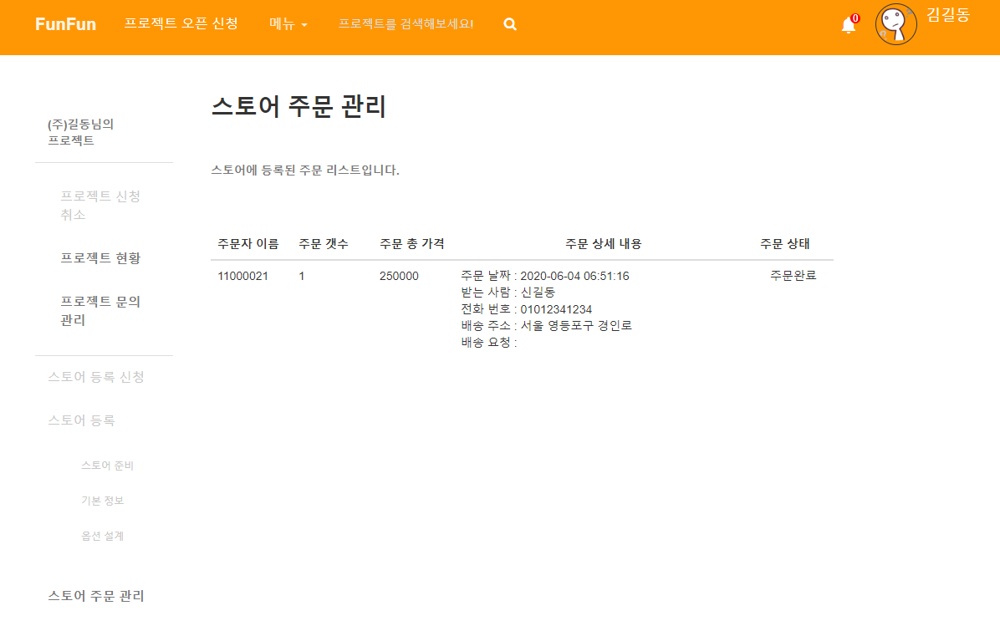 FunFun 프로젝트 오픈 신청 메뉴 프로젝트를 검색해보세요! 0 김길동
스토어 주문 관리
(주)길동님의
프로젝트
스토어에 등록된 주문 리스트입니다.
프로젝트 신청
취소
프로젝트 현황
프로젝트 문의
관리
스토어 등록 신청
스토어 등록
스토어 준비
기본 정보
옵션 설계
스토어 주문 관리
주문자 이름 주문 갯수 주문 총 가격 주문 상세 내용 주문 상태
11000021 1 250000 주문 날짜 : 2020-06-04 06:51:16 주문완료
받는 사람 : 신길동
전화 번호 : 01012341234
배송 주소 : 서울 영등포구 경인로
배송 요청 :